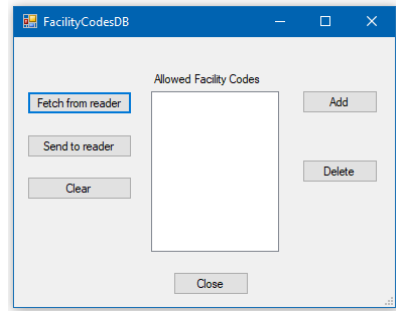 FacilityCodesDB
Allowed Facility Codes
Fetch from reader
Add
Send to reader
Delete
Clear
Close